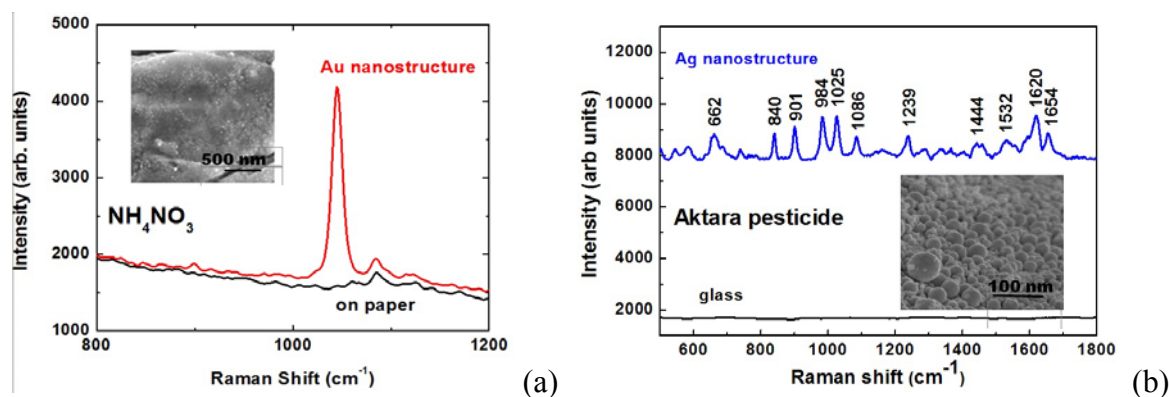 5000
4000
3000
2000
1000
800
1000
1200
Intensity (arb. units)
Raman Shift (cm⁻¹)
Au nanostructure
500 nm
NH₄NO₃
on paper
(a)
12000
10000
8000
6000
4000
2000
600
800
1000
1200
1400
1600
1800
Intensity (arb units)
Raman shift (cm⁻¹)
Ag nanostructure
662
840
901
984
1025
1086
1239
1444
1532
1620
1654
Aktara pesticide
100 nm
glass
(b)